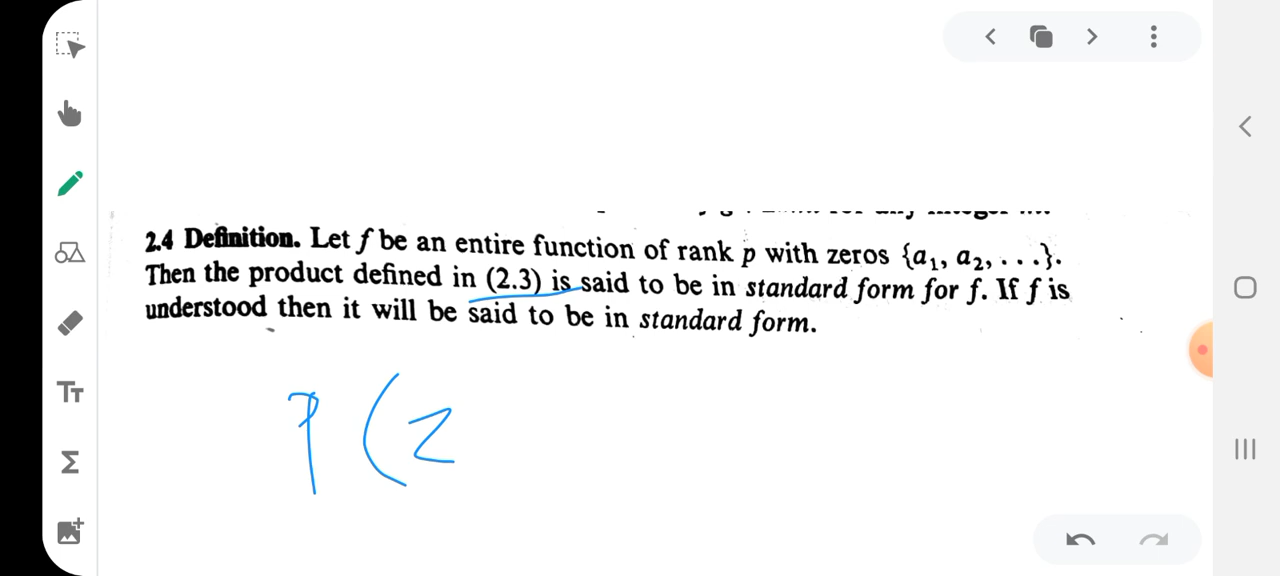 2.4 Definition. Let f be an entire function of rank p with zeros {a₁, a₂, . . .}.
Then the product defined in (2.3) is said to be in standard form for f. If f is
understood then it will be said to be in standard form.
P (z
Tт
Σ